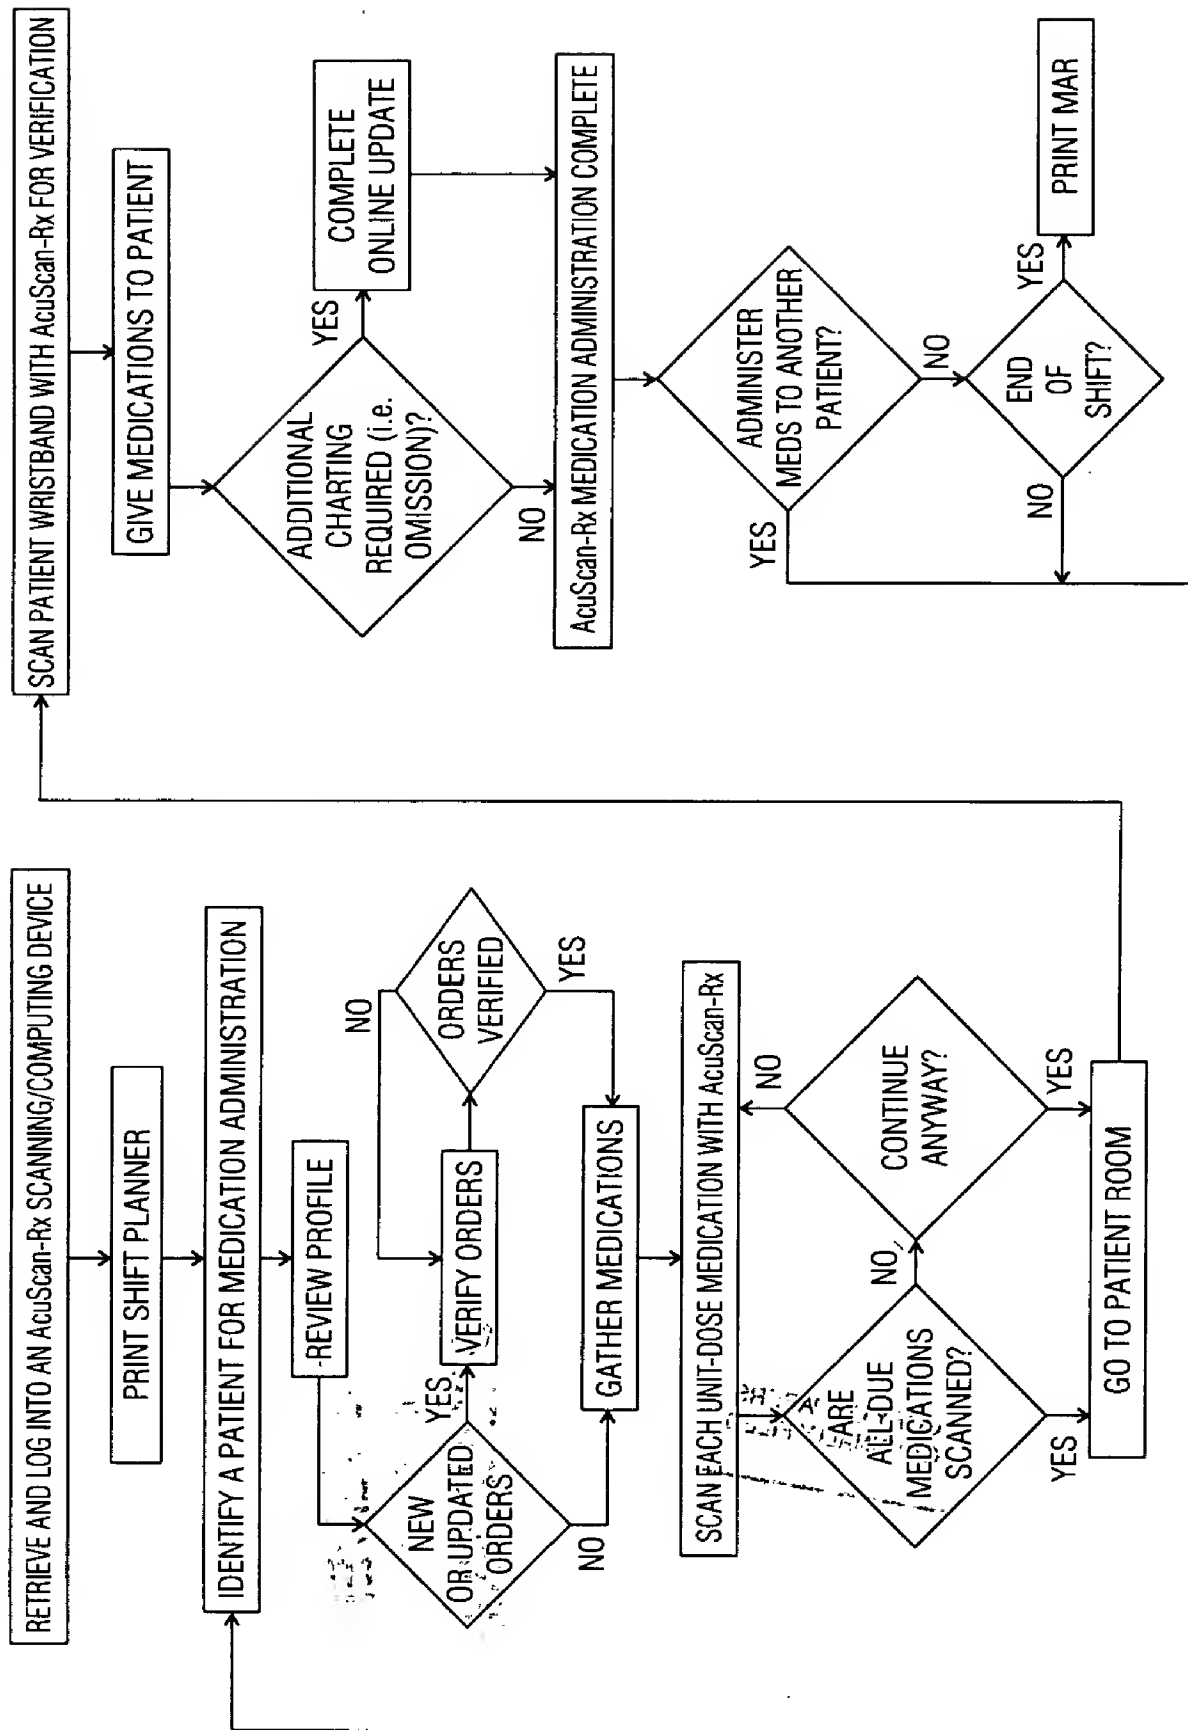 RETRIEVE AND LOG INTO AN AcuScan-Rx SCANNING/COMPUTING DEVICE
PRINT SHIFT PLANNER
IDENTIFY A PATIENT FOR MEDICATION ADMINISTRATION
REVIEW PROFILE
NEW
OR UPDATED
ORDERS
YES
NO
VERIFY ORDERS
ORDERS
VERIFIED
NO
YES
GATHER MEDICATIONS
SCAN EACH UNIT-DOSE MEDICATION WITH AcuScan-Rx
ARE
ALL-DUE
MEDICATIONS
SCANNED?
NO
YES
CONTINUE
ANYWAY?
NO
YES
GO TO PATIENT ROOM
SCAN PATIENT WRISTBAND WITH AcuScan-Rx FOR VERIFICATION
GIVE MEDICATIONS TO PATIENT
ADDITIONAL
CHARTING
REQUIRED (i.e.
OMISSION)?
YES
NO
COMPLETE
ONLINE UPDATE
AcuScan-Rx MEDICATION ADMINISTRATION COMPLETE
ADMINISTER
MEDS TO ANOTHER
PATIENT?
YES
NO
END
OF
SHIFT?
NO
YES
PRINT MAR